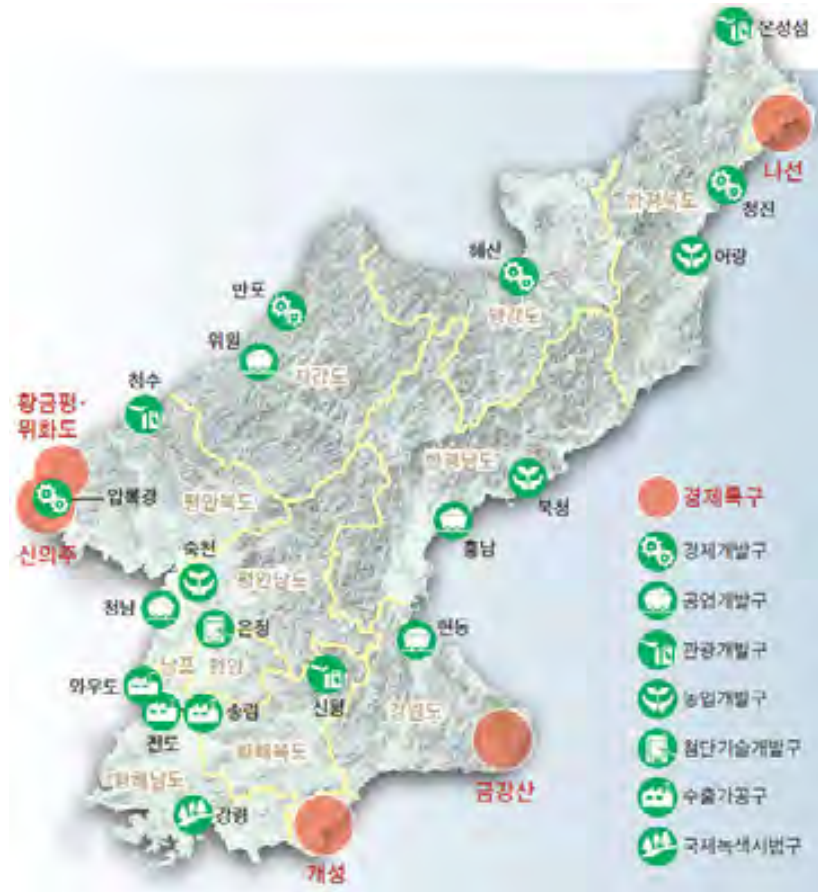 온성섬
나선
청진
함경북도
어랑
혜산
양강도
만포
위원
자강도
청수
황금평·
위화도
압록강
신의주
평안북도
함경남도
북청
흥남
숙천
평안남도
청남
은정
현동
남포
평양
와우도
송림
진도
신평
강원도
황해북도
황해남도
금강산
강령
개성
경제특구
경제개발구
공업개발구
관광개발구
농업개발구
첨단기술개발구
수출가공구
국제녹색시범구